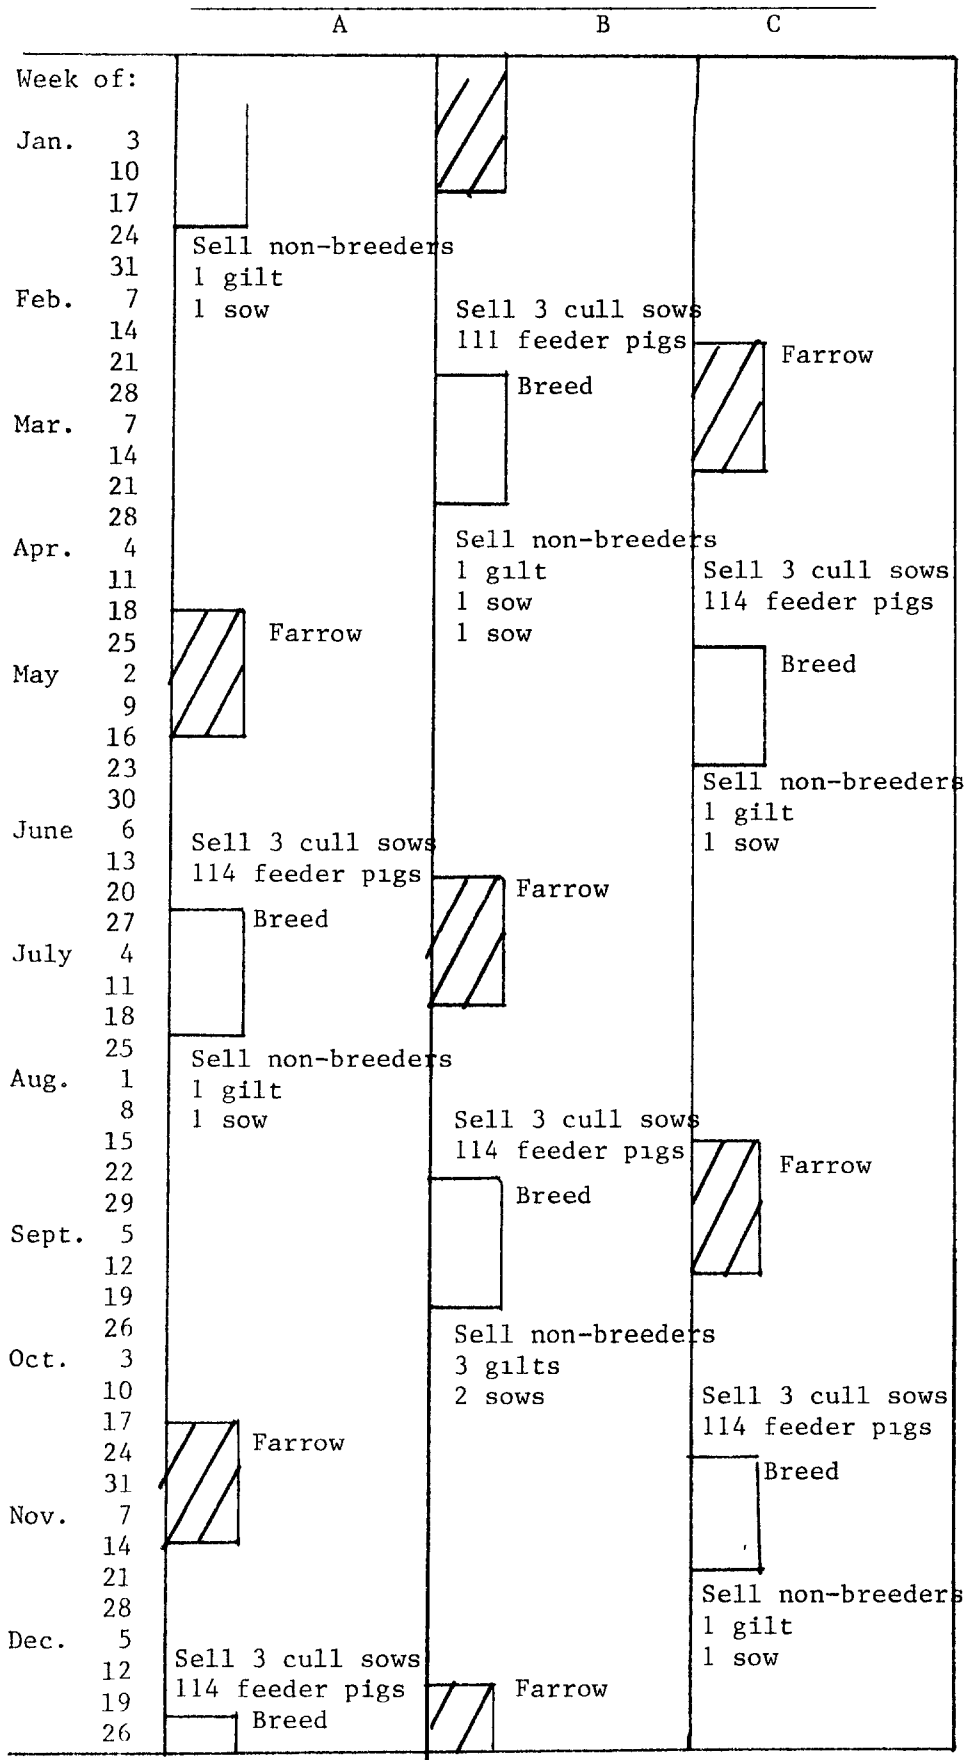 A B C
Week of:
Jan. 3
10
17
24
Sell non-breeders
31
1 gilt
Feb. 7
1 sow
Sell 3 cull sows
14
111 feeder pigs
21
Farrow
28
Breed
Mar. 7
14
21
28
Apr. 4
Sell non-breeders
11
1 gilt
Sell 3 cull sows
18
1 sow
114 feeder pigs
25
Farrow
1 sow
May 2
Breed
9
16
23
Sell non-breeders
30
1 gilt
June 6
Sell 3 cull sows
1 sow
13
114 feeder pigs
20
Farrow
27
Breed
July 4
11
18
25
Sell non-breeders
Aug. 1
1 gilt
8
1 sow
Sell 3 cull sows
15
114 feeder pigs
Farrow
22
29
Breed
Sept. 5
12
19
26
Sell non-breeders
Oct. 3
3 gilts
10
2 sows
Sell 3 cull sows
17
114 feeder pigs
24
Farrow
31
Breed
Nov. 7
14
21
Sell non-breeders
28
1 gilt
Dec. 5
1 sow
12
Sell 3 cull sows
19
114 feeder pigs
Farrow
26
Breed